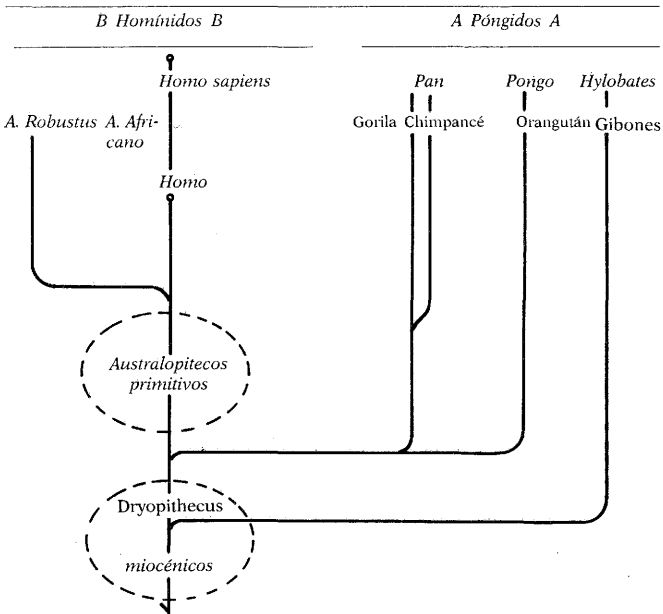 B Homínidos B A Póngidos A
Homo sapiens Pan Pongo Hylobates
A. Robustus A. Afri-
cano
Gorila Chimpancé Orangután Gibones
Homo
Australopitecos
primitivos
Dryopithecus
miocénicos